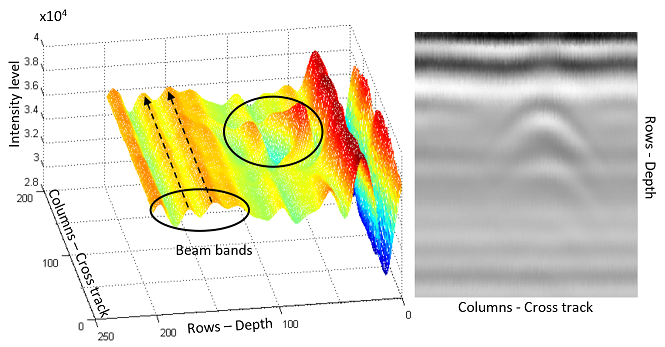 x10⁴
4
3.8
3.6
3.4
3.2
3
2.8
Intensity level
200
100
0
Columns – Cross track
250
200
100
0
Rows – Depth
Beam bands
Rows - Depth
Columns - Cross track